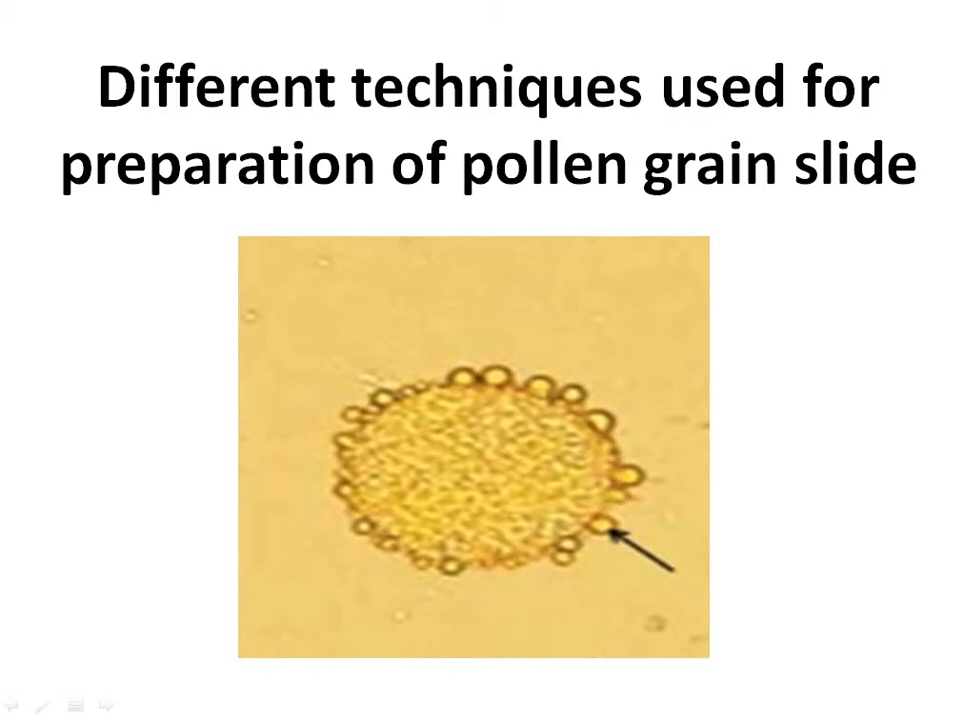 Different techniques used for
preparation of pollen grain slide